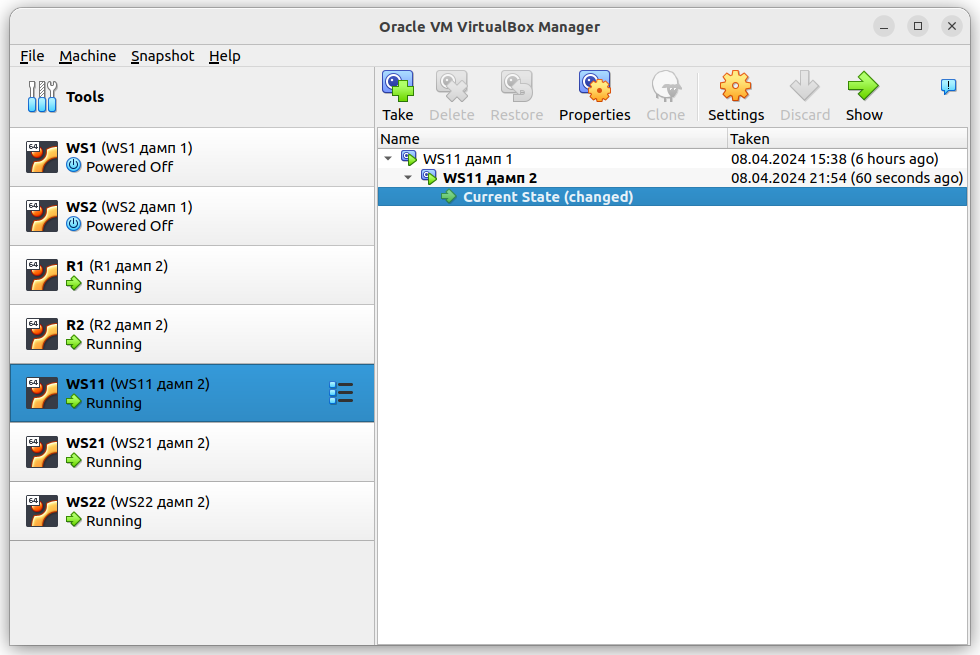 Oracle VM VirtualBox Manager
File Machine Snapshot Help
Tools
Take Delete Restore Properties Clone Settings Discard Show
Name Taken
WS11 дамп 1 08.04.2024 15:38 (6 hours ago)
WS11 дамп 2 08.04.2024 21:54 (60 seconds ago)
Current State (changed)
64
WS1 (WS1 дамп 1)
Powered Off
64
WS2 (WS2 дамп 1)
Powered Off
64
R1 (R1 дамп 2)
Running
64
R2 (R2 дамп 2)
Running
64
WS11 (WS11 дамп 2)
Running
64
WS21 (WS21 дамп 2)
Running
64
WS22 (WS22 дамп 2)
Running